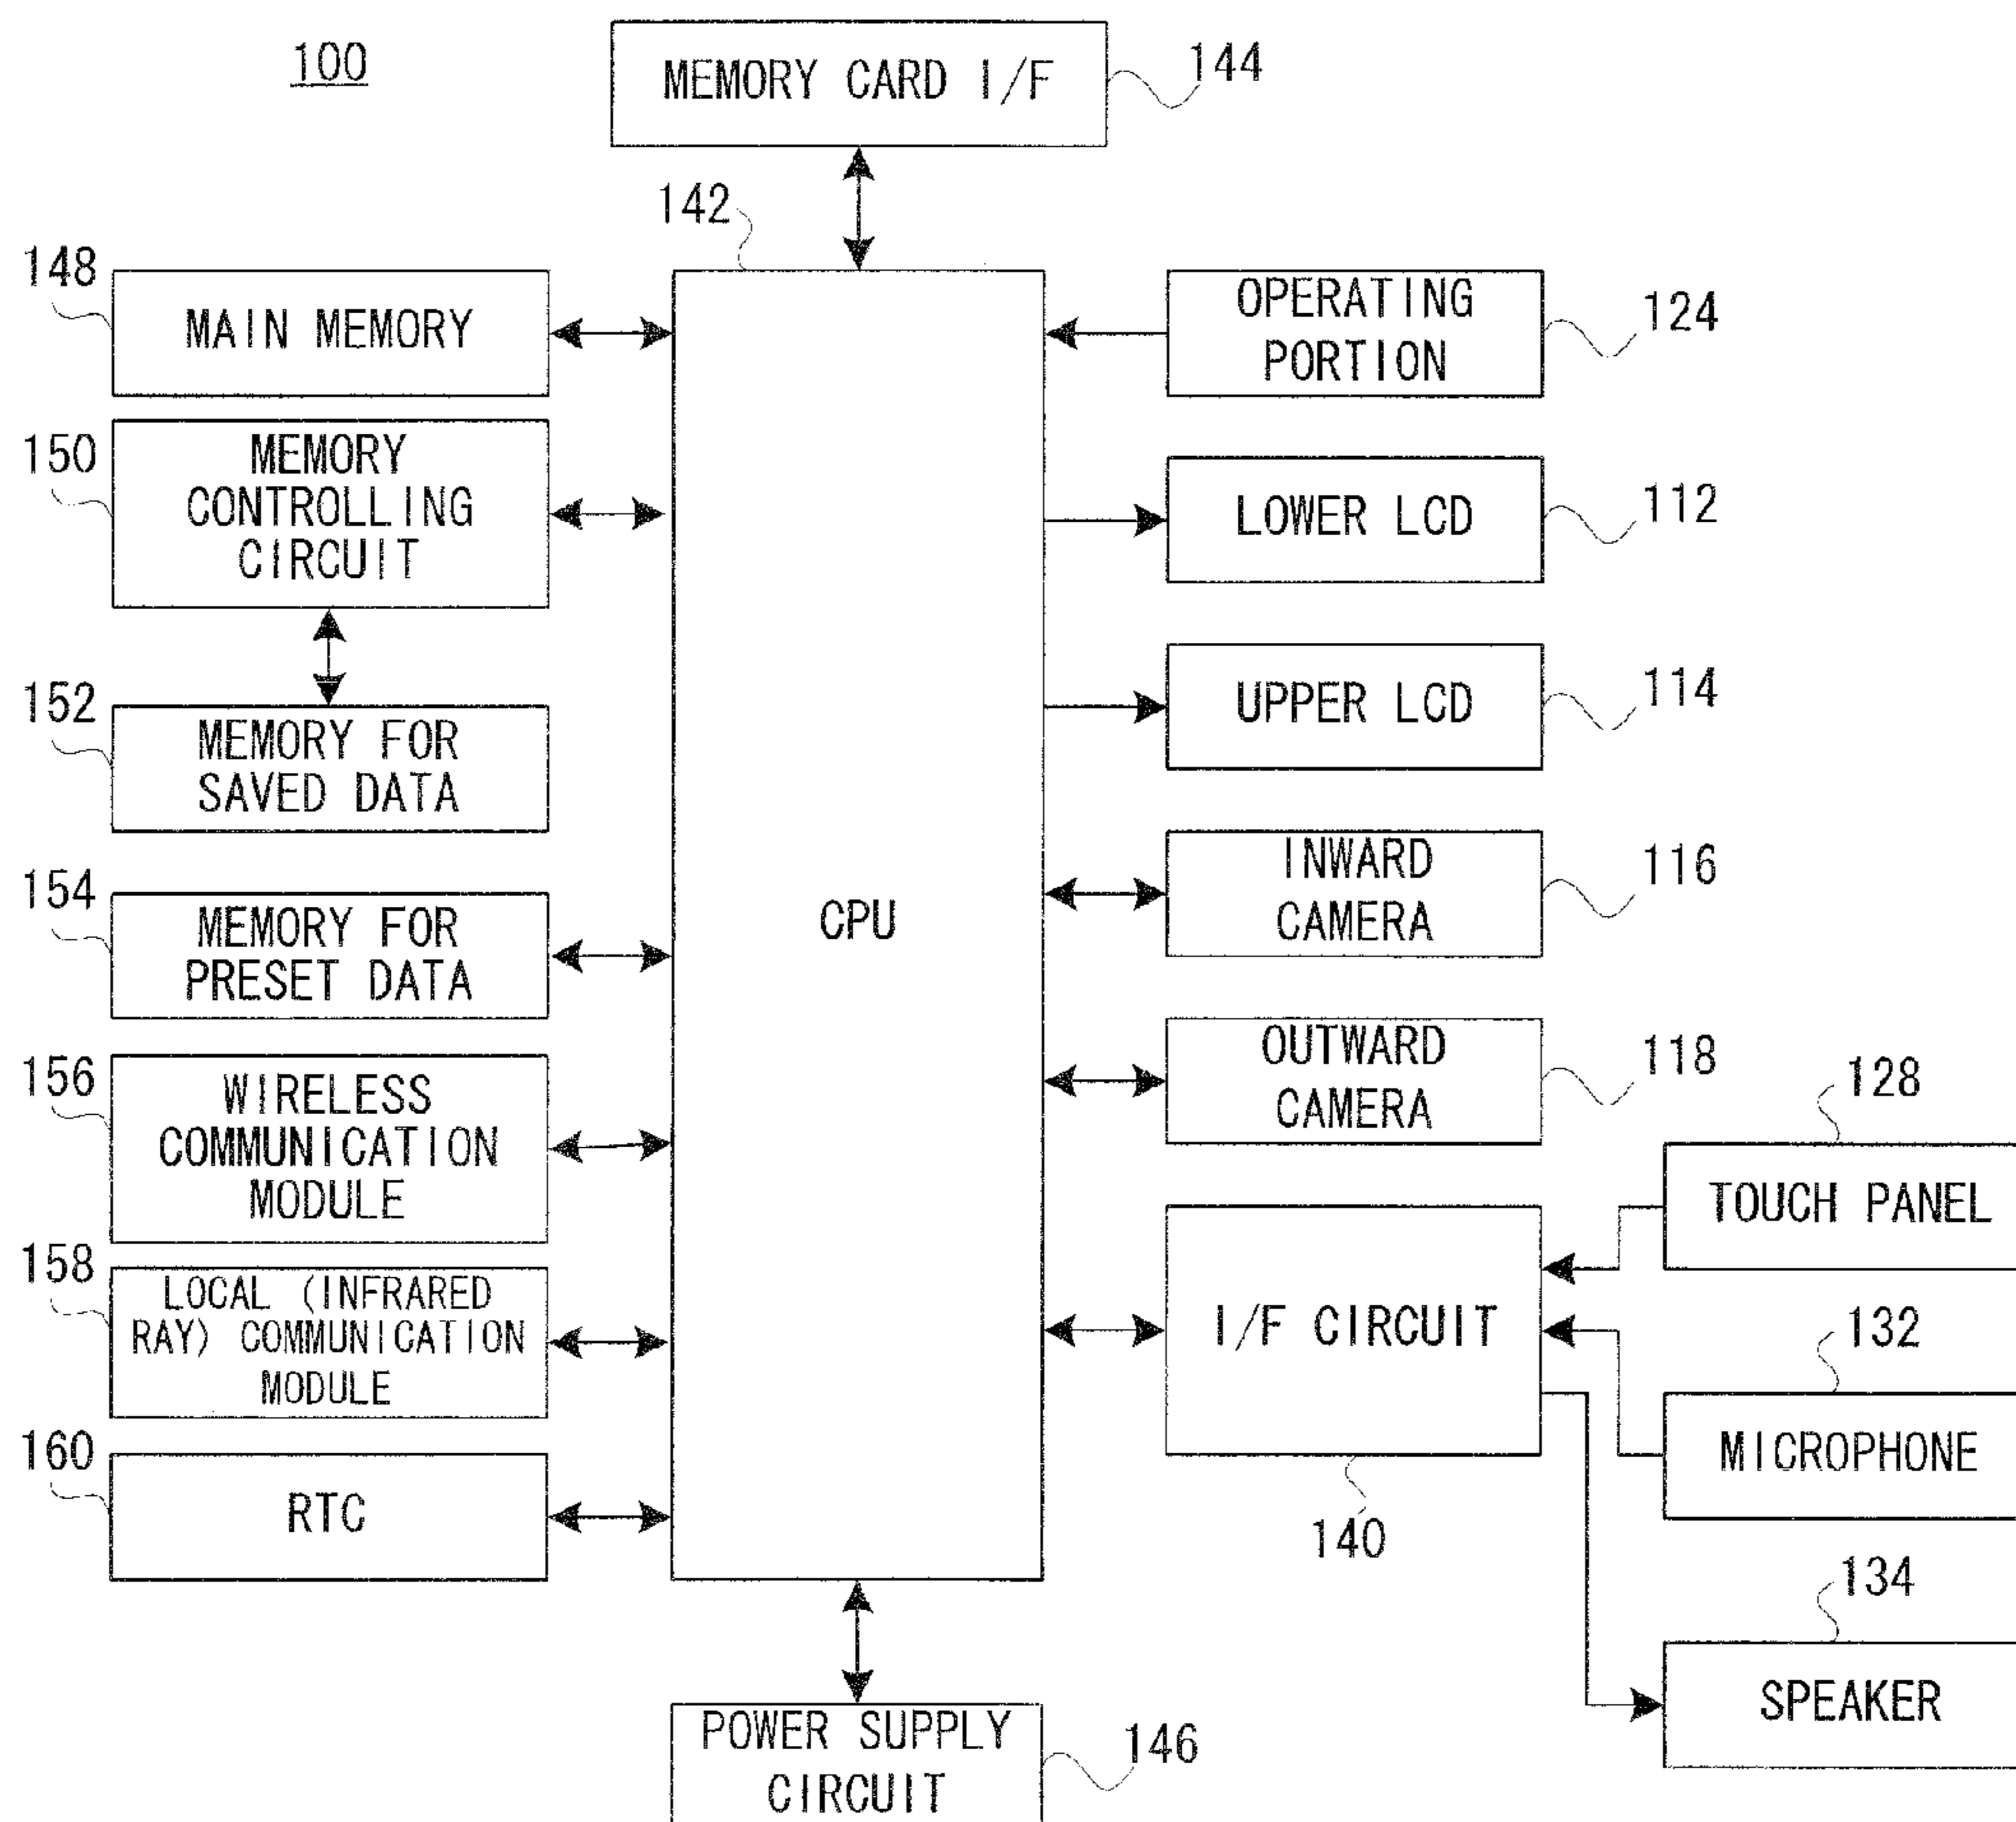 100
MEMORY CARD I/F
144
142
148
MAIN MEMORY
OPERATING
PORTION
124
150
MEMORY
CONTROLLING
CIRCUIT
LOWER LCD
112
152
MEMORY FOR
SAVED DATA
UPPER LCD
114
154
MEMORY FOR
PRESET DATA
CPU
INWARD
CAMERA
116
156
WIRELESS
COMMUNICATION
MODULE
OUTWARD
CAMERA
118
128
TOUCH PANEL
158
LOCAL (INFRARED
RAY) COMMUNICATION
MODULE
I/F CIRCUIT
140
132
MICROPHONE
160
RTC
134
SPEAKER
POWER SUPPLY
CIRCUIT
146